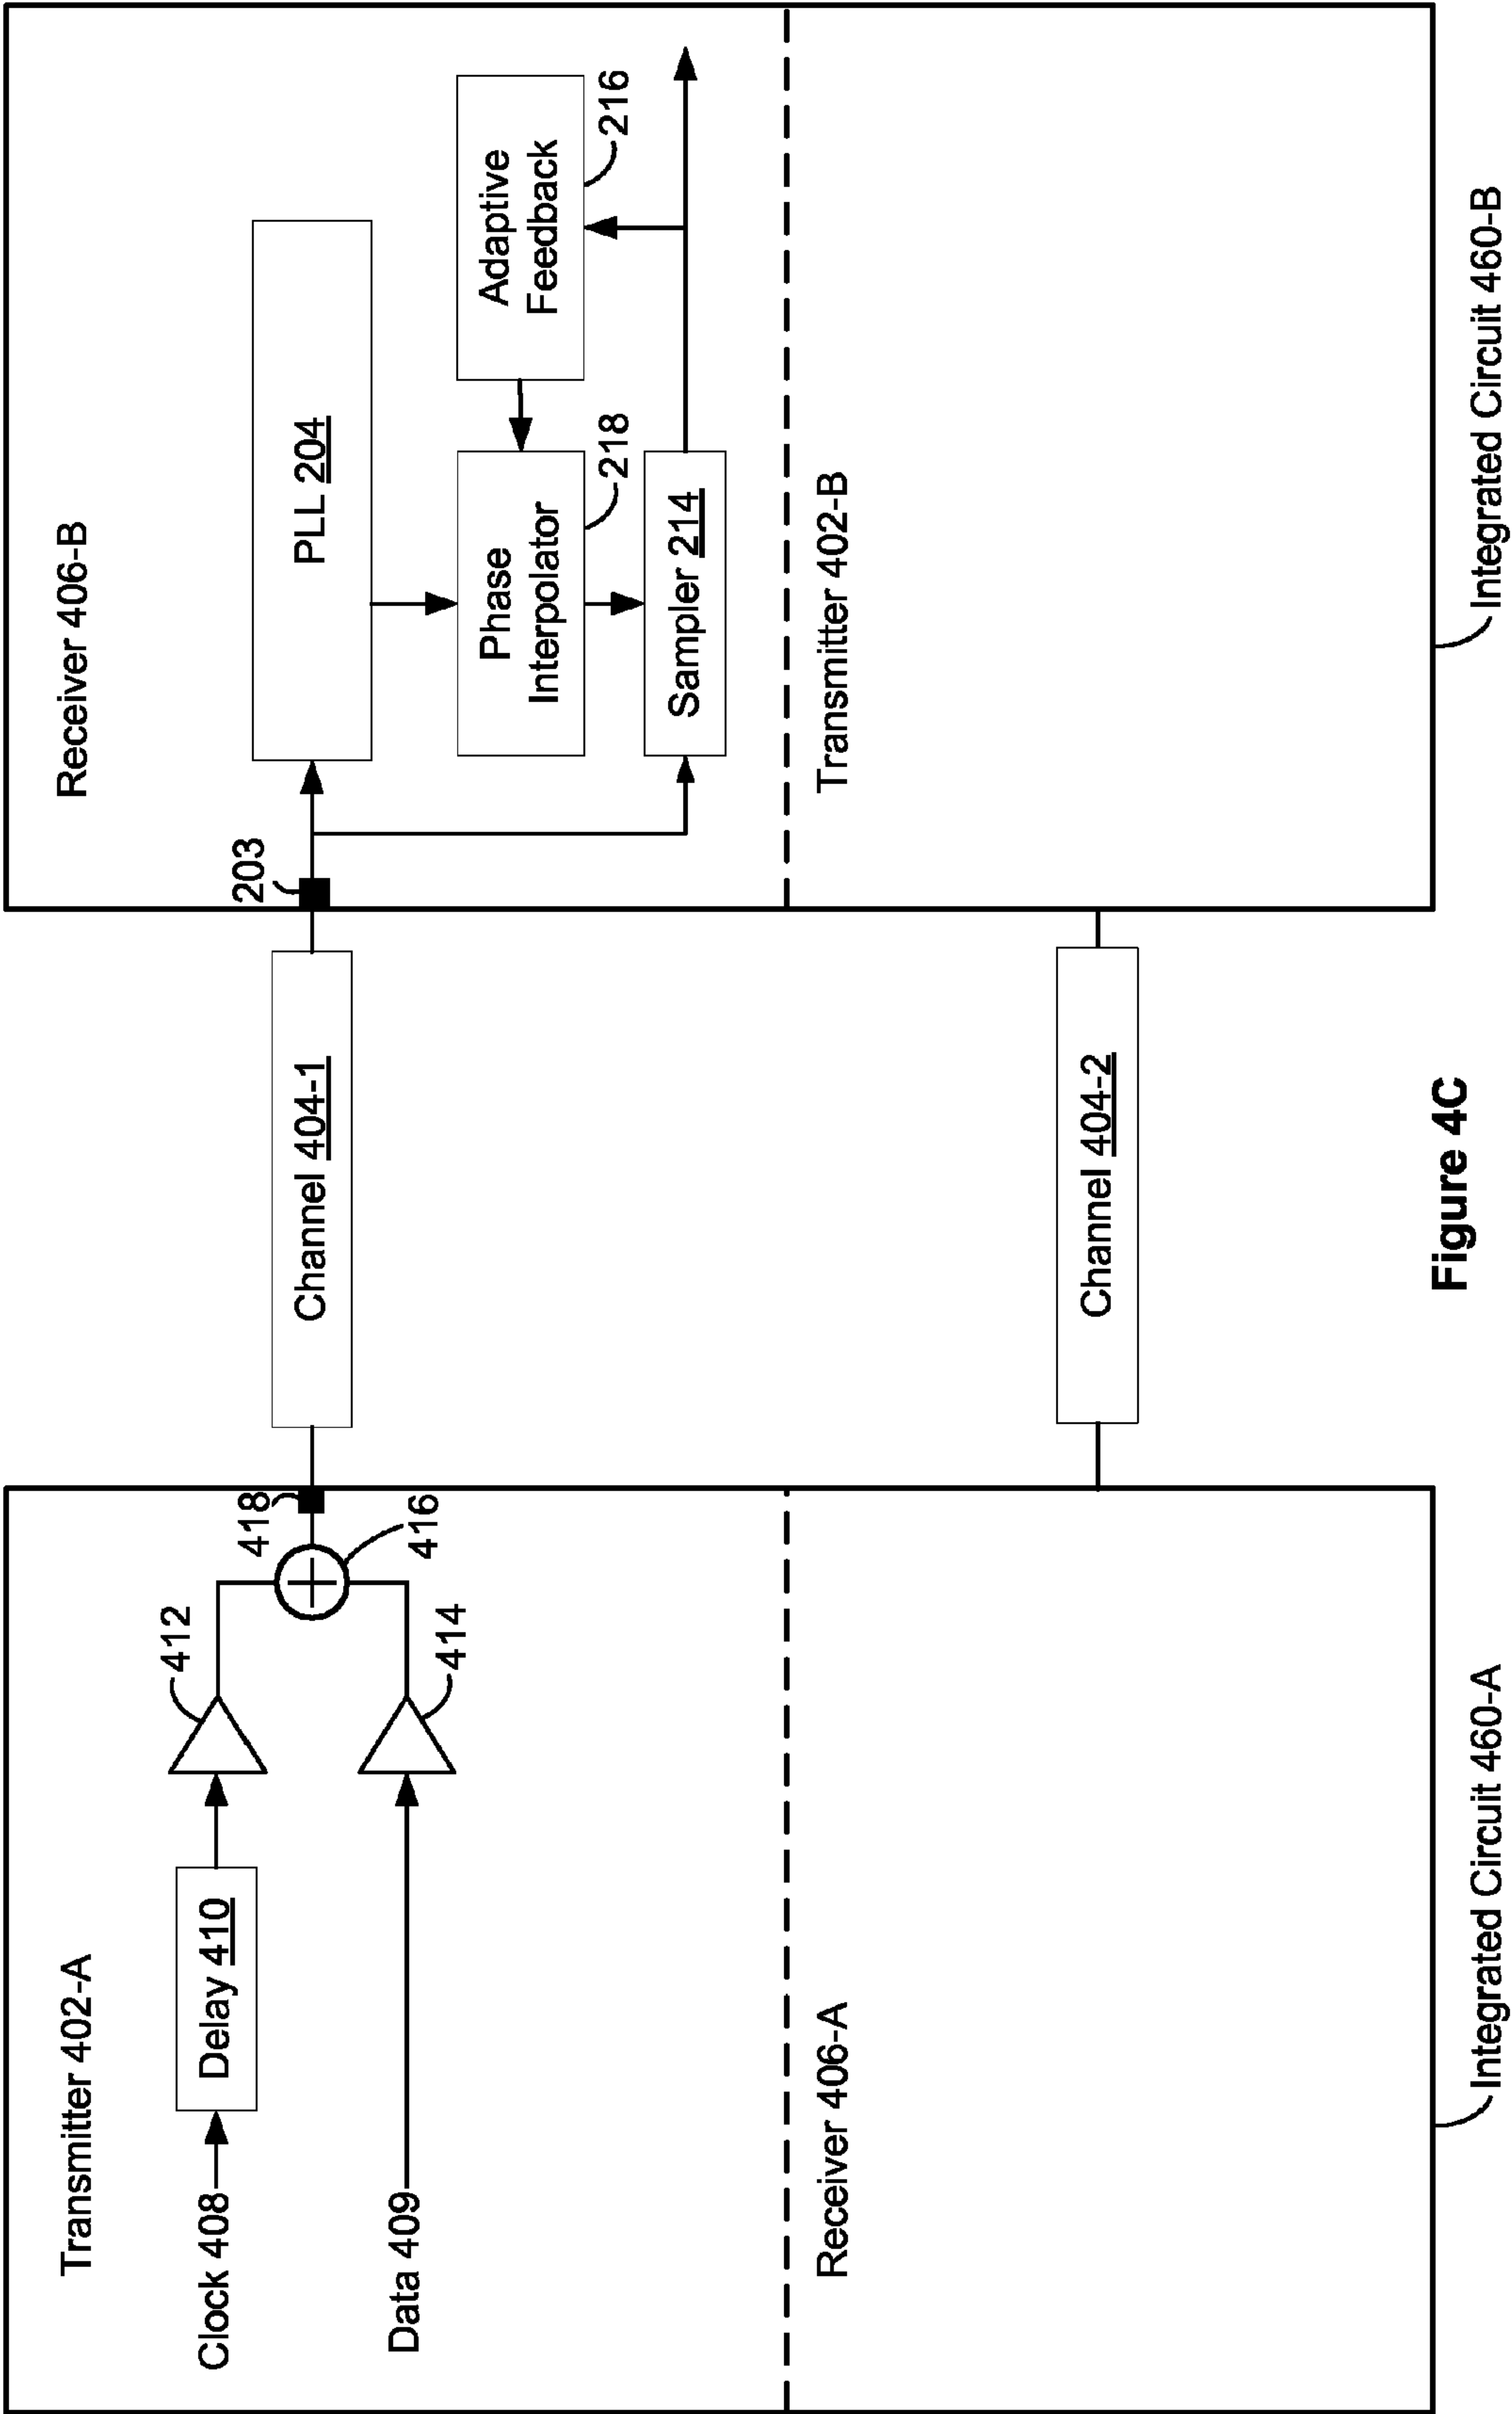 Transmitter 402-A
Clock 408
Delay 410
412
Data 409
414
418
416
Receiver 406-A
Integrated Circuit 460-A
Channel 404-1
Channel 404-2
Receiver 406-B
203
PLL 204
Phase
Interpolator
218
Adaptive
Feedback
216
Sampler 214
Transmitter 402-B
Integrated Circuit 460-B
Figure 4C